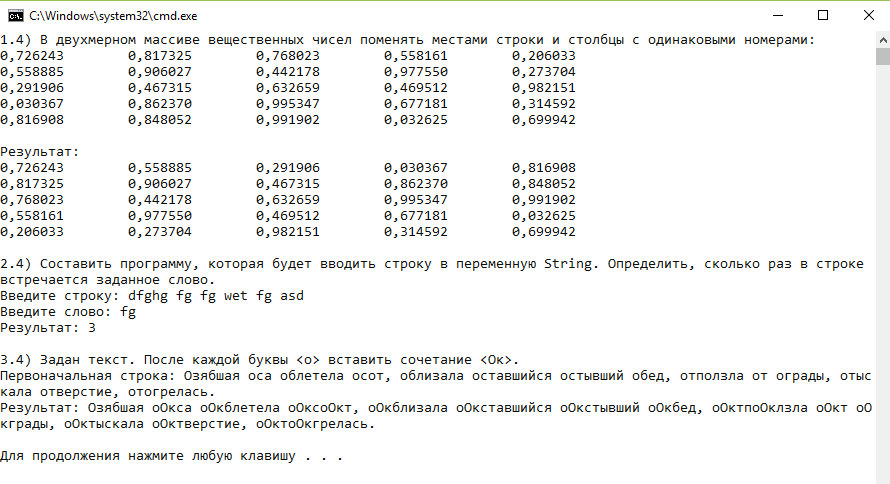 C:\Windows\system32\cmd.exe
1.4) В двухмерном массиве вещественных чисел поменять местами строки и столбцы с одинаковыми номерами:
0,726243 0,817325 0,768023 0,558161 0,206033
0,558885 0,906027 0,442178 0,977550 0,273704
0,291906 0,467315 0,632659 0,469512 0,982151
0,030367 0,862370 0,995347 0,677181 0,314592
0,816908 0,848052 0,991902 0,032625 0,699942
Результат:
0,726243 0,558885 0,291906 0,030367 0,816908
0,817325 0,906027 0,467315 0,862370 0,848052
0,768023 0,442178 0,632659 0,995347 0,991902
0,558161 0,977550 0,469512 0,677181 0,032625
0,206033 0,273704 0,982151 0,314592 0,699942
2.4) Составить программу, которая будет вводить строку в переменную String. Определить, сколько раз в строке
встречается заданное слово.
Введите строку: dfghg fg fg wet fg asd
Введите слово: fg
Результат: 3
3.4) Задан текст. После каждой буквы <о> вставить сочетание <Ок>.
Первоначальная строка: Озябшая оса облетела осот, облизала оставшийся остывший обед, отползла от ограды, отыс
кала отверстие, отогрелась.
Результат: Озябшая оОкса оОкблетела оОксоОкт, оОкблизала оОкставшийся оОкстывший оОкбед, оОктпоОклзла оОкт оО
кграды, оОктыскала оОктверстие, оОктоОкгрелась.
Для продолжения нажмите любую клавишу . . .